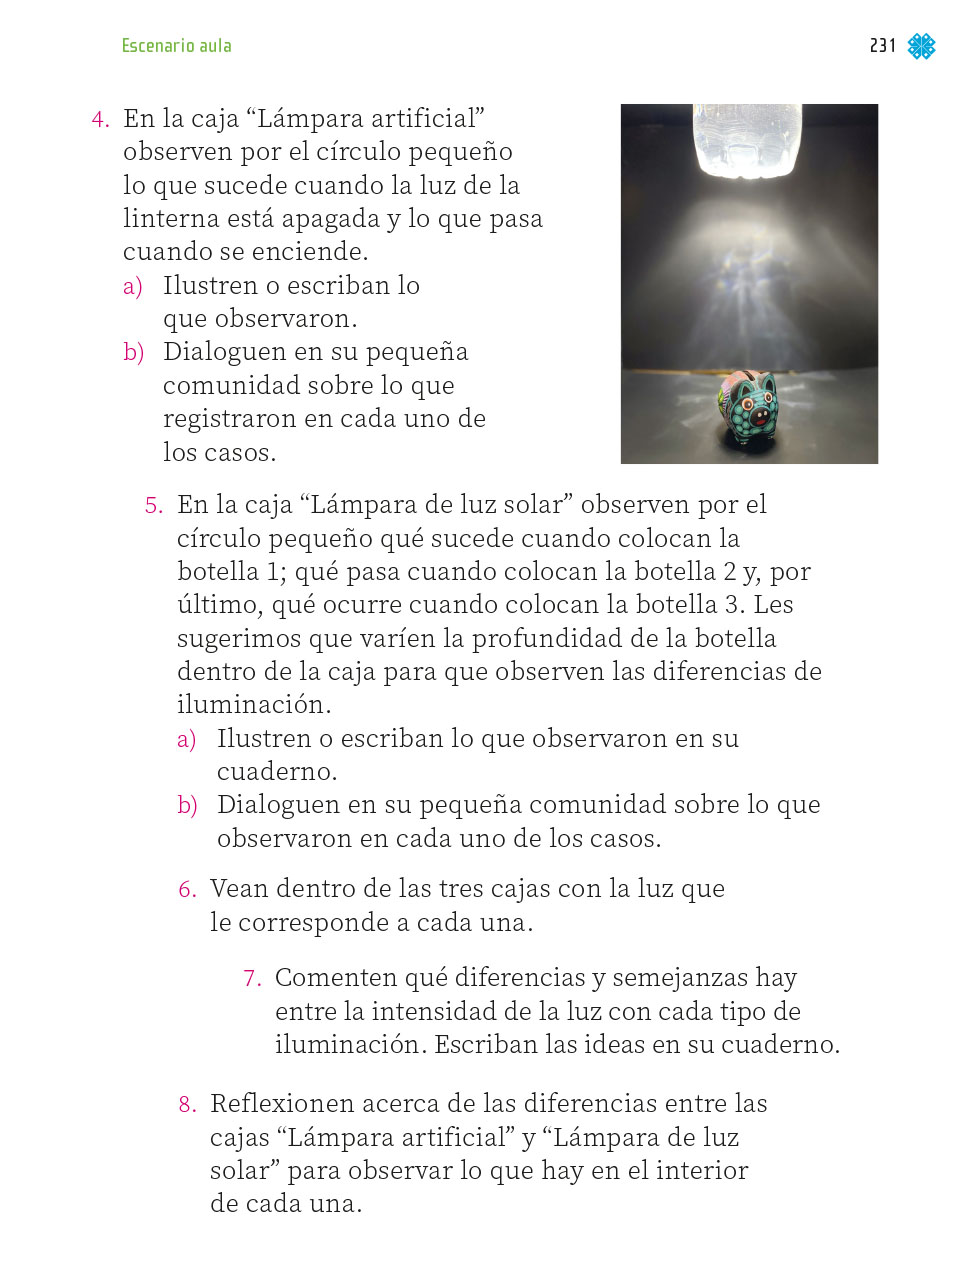 Escenario aula
231
4. En la caja “Lámpara artificial”
observen por el círculo pequeño
lo que sucede cuando la luz de la
linterna está apagada y lo que pasa
cuando se enciende.
a) Ilustren o escriban lo
que observaron.
b) Dialoguen en su pequeña
comunidad sobre lo que
registraron en cada uno de
los casos.
5. En la caja “Lámpara de luz solar” observen por el
círculo pequeño qué sucede cuando colocan la
botella 1; qué pasa cuando colocan la botella 2 y, por
último, qué ocurre cuando colocan la botella 3. Les
sugerimos que varíen la profundidad de la botella
dentro de la caja para que observen las diferencias de
iluminación.
a) Ilustren o escriban lo que observaron en su
cuaderno.
b) Dialoguen en su pequeña comunidad sobre lo que
observaron en cada uno de los casos.
6. Vean dentro de las tres cajas con la luz que
le corresponde a cada una.
7. Comenten qué diferencias y semejanzas hay
entre la intensidad de la luz con cada tipo de
iluminación. Escriban las ideas en su cuaderno.
8. Reflexionen acerca de las diferencias entre las
cajas “Lámpara artificial” y “Lámpara de luz
solar” para observar lo que hay en el interior
de cada una.